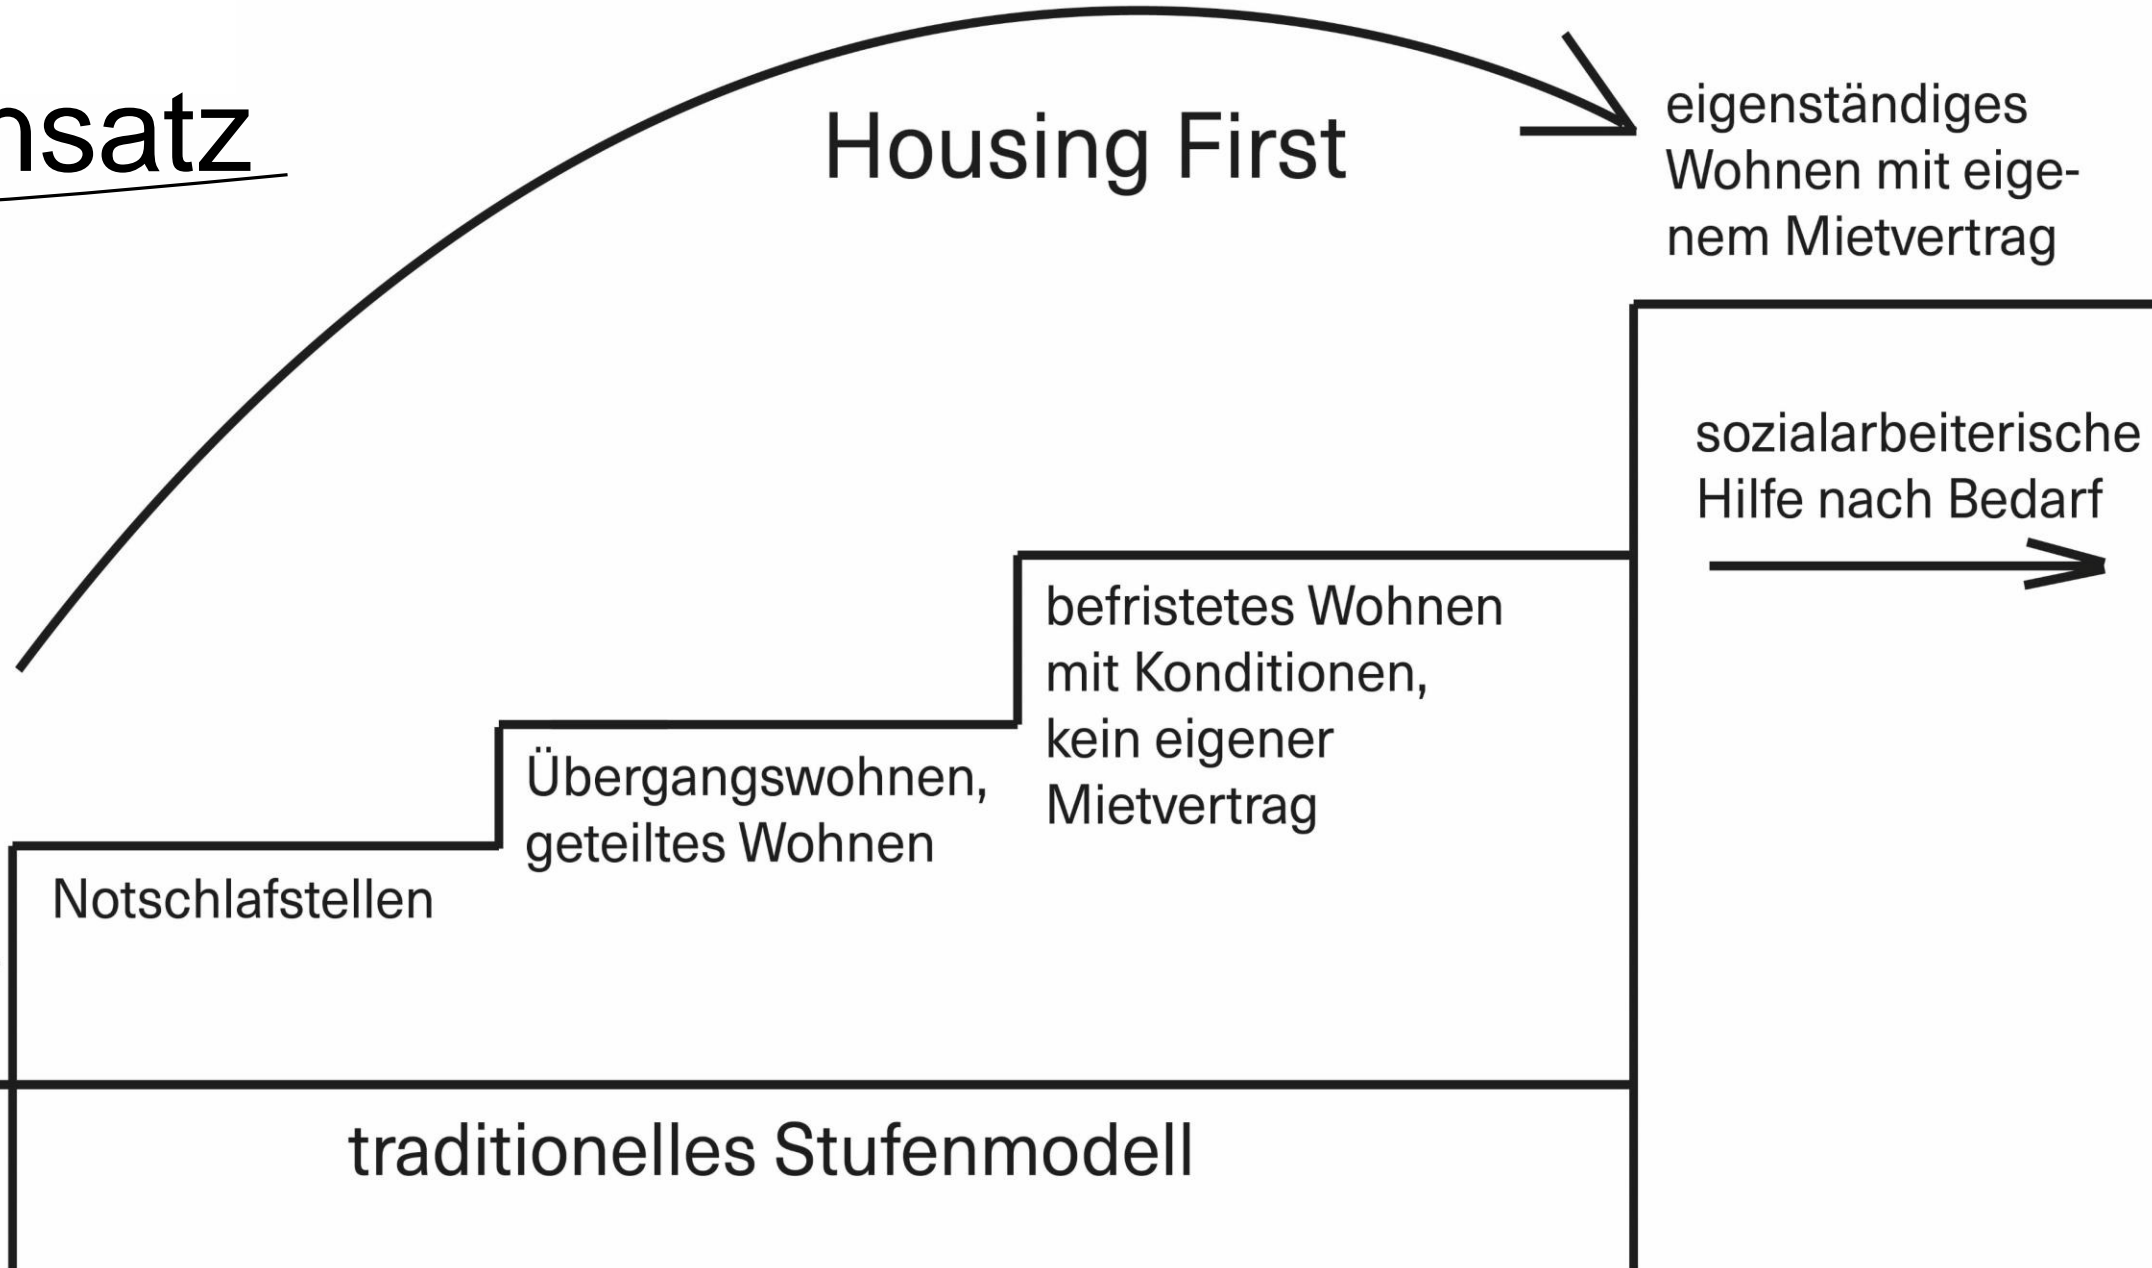 nsatz
Housing First
eigenständiges
Wohnen mit eige-
nem Mietvertrag
sozialarbeiterische
Hilfe nach Bedarf
befristetes Wohnen
mit Konditionen,
kein eigener
Mietvertrag
Übergangswohnen,
geteiltes Wohnen
Notschlafstellen
traditionelles Stufenmodell